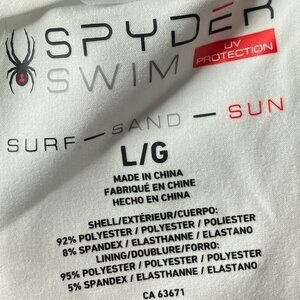 SPYDER
SWIM
UV
PROTECTION
SURF — SAND — SUN
L/G
MADE IN CHINA
FABRIQUÉ EN CHINE
HECHO EN CHINA
SHELL/EXTÉRIEUR/CUERPO:
92% POLYESTER / POLYESTER / POLIESTER
8% SPANDEX / ELASTHANNE / ELASTANO
LINING/DOUBLURE/FORRO:
95% POLYESTER / POLYESTER / POLIESTER
5% SPANDEX / ELASTHANNE / ELASTANO
CA 63671